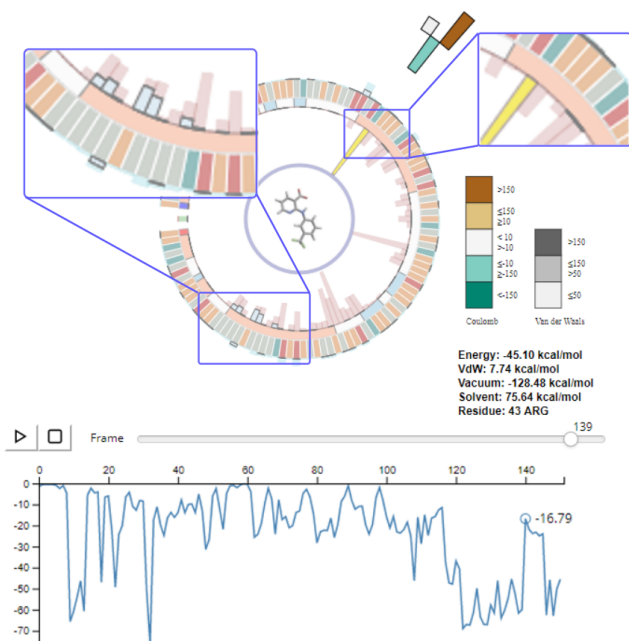 >150
≤150
≥10
< 10
>-10
≤-10
≥-150
<-150
>150
≤150
>50
≤50
Coulomb
Van der Waals
Energy: -45.10 kcal/mol
VdW: 7.74 kcal/mol
Vacuum: -128.48 kcal/mol
Solvent: 75.64 kcal/mol
Residue: 43 ARG
Frame
139
0 20 40 60 80 100 120 140
0
-10
-20
-16.79
-30
-40
-50
-60
-70